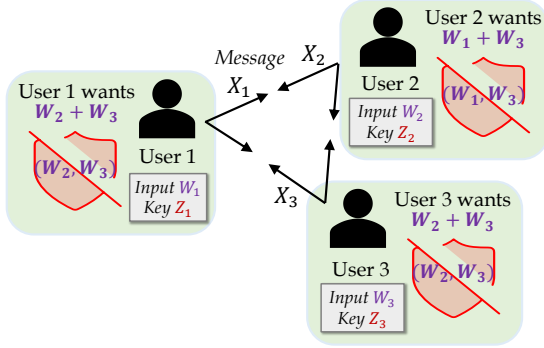 Message
X₁
X₂
X₃
User 1 wants
W₂ + W₃
(W₂, W₃)
User 1
Input W₁
Key Z₁
User 2 wants
W₁ + W₃
(W₁, W₃)
User 2
Input W₂
Key Z₂
User 3 wants
W₂ + W₃
(W₂, W₃)
User 3
Input W₃
Key Z₃